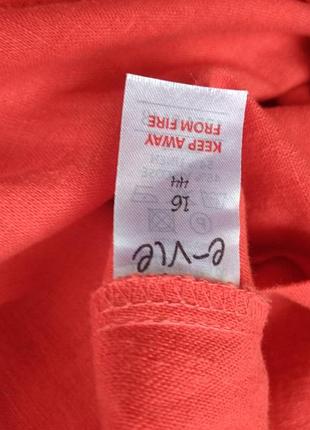 e-vie
16
44
KEEP AWAY
FROM FIRE